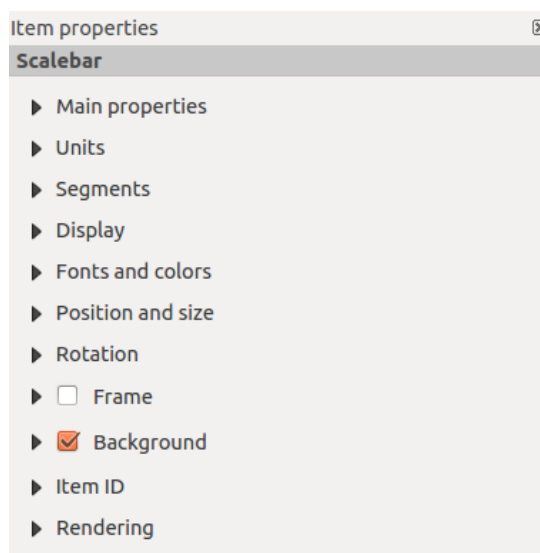 Item properties
Scalebar
Main properties
Units
Segments
Display
Fonts and colors
Position and size
Rotation
Frame
Background
Item ID
Rendering